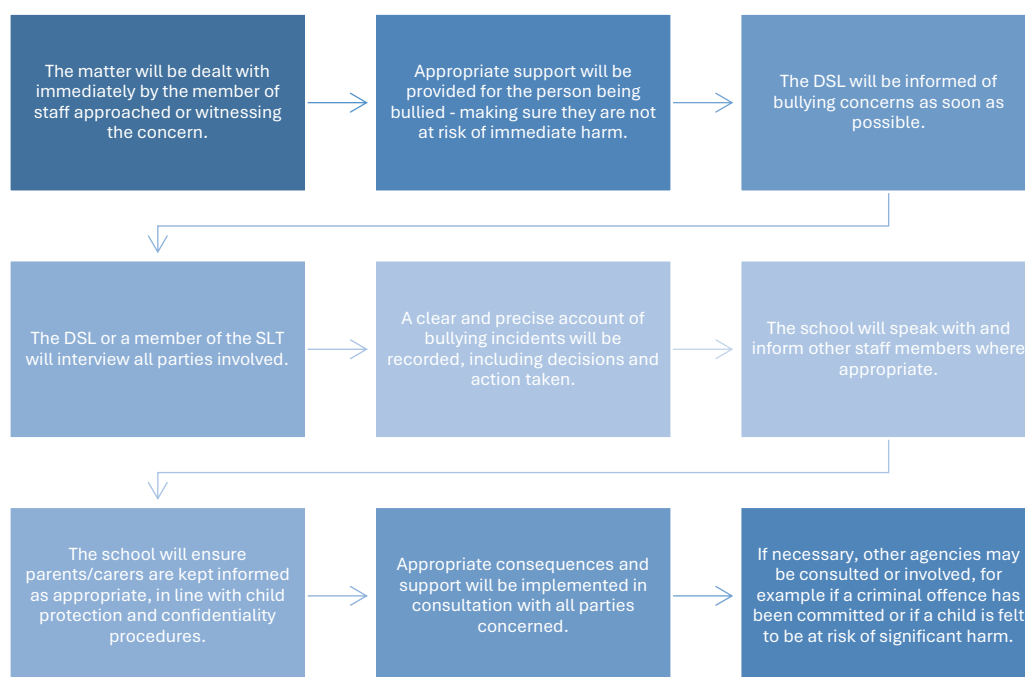 The matter will be dealt with
immediately by the member of
staff approached or witnessing
the concern.
Appropriate support will be
provided for the person being
bullied - making sure they are not
at risk of immediate harm.
The DSL will be informed of
bullying concerns as soon as
possible.
The DSL or a member of the SLT
will interview all parties involved.
A clear and precise account of
bullying incidents will be
recorded, including decisions and
action taken.
The school will speak with and
inform other staff members where
appropriate.
The school will ensure
parents/carers are kept informed
as appropriate, in line with child
protection and confidentiality
procedures.
Appropriate consequences and
support will be implemented in
consultation with all parties
concerned.
If necessary, other agencies may
be consulted or involved, for
example if a criminal offence has
been committed or if a child is felt
to be at risk of significant harm.